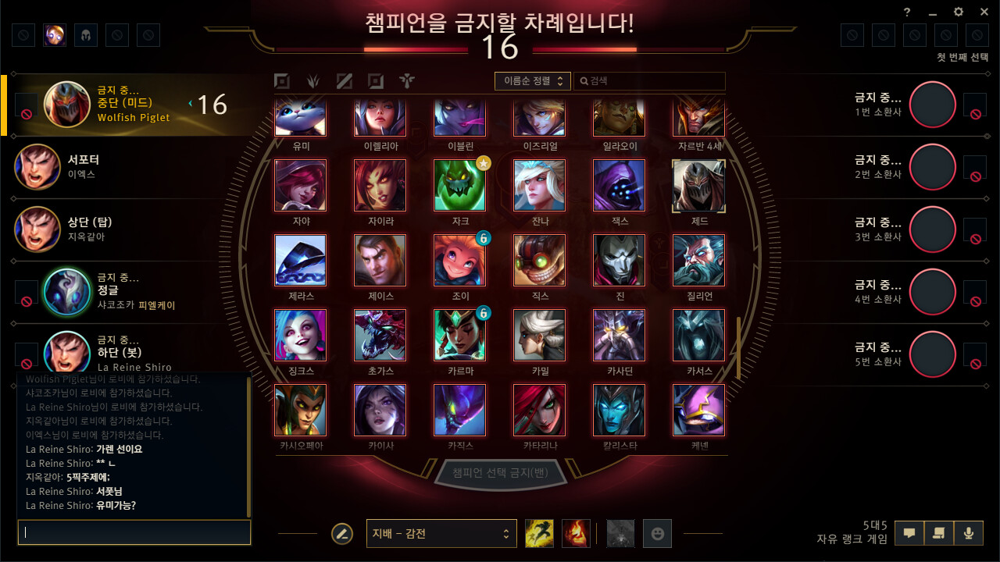 챔피언을 금지할 차례입니다!
16
?
첫 번째 선택
이름순 정렬
검색
금지 중...
중단 (미드)
Wolfish Piglet
16
서포터
이엑스
상단 (탑)
지옥같아
금지 중...
정글
샤코조카 피엘케이
금지 중...
하단 (봇)
La Reine Shiro
유미
이렐리아
이블린
이즈리얼
일라오이
자르반 4세
자야
자이라
자크
잔나
잭스
제드
제라스
제이스
6
조이
직스
진
질리언
징크스
초가스
6
카르마
카밀
카사딘
카서스
카시오페아
카이사
카직스
카타리나
칼리스타
케넨
금지 중...
1번 소환사
금지 중...
2번 소환사
금지 중...
3번 소환사
금지 중...
4번 소환사
금지 중...
5번 소환사
Wolfish Piglet님이 로비에 참가하셨습니다.
샤코조카님이 로비에 참가하셨습니다.
La Reine Shiro님이 로비에 참가하셨습니다.
지옥같아님이 로비에 참가하셨습니다.
이엑스님이 로비에 참가하셨습니다.
La Reine Shiro: 가렌 선이요
La Reine Shiro: ** ㄴ
지옥같아: 5픽주제에;
La Reine Shiro: 서폿님
La Reine Shiro: 유미가능?
챔피언 선택 금지(밴)
지배 - 감전
5대5
자유 랭크 게임